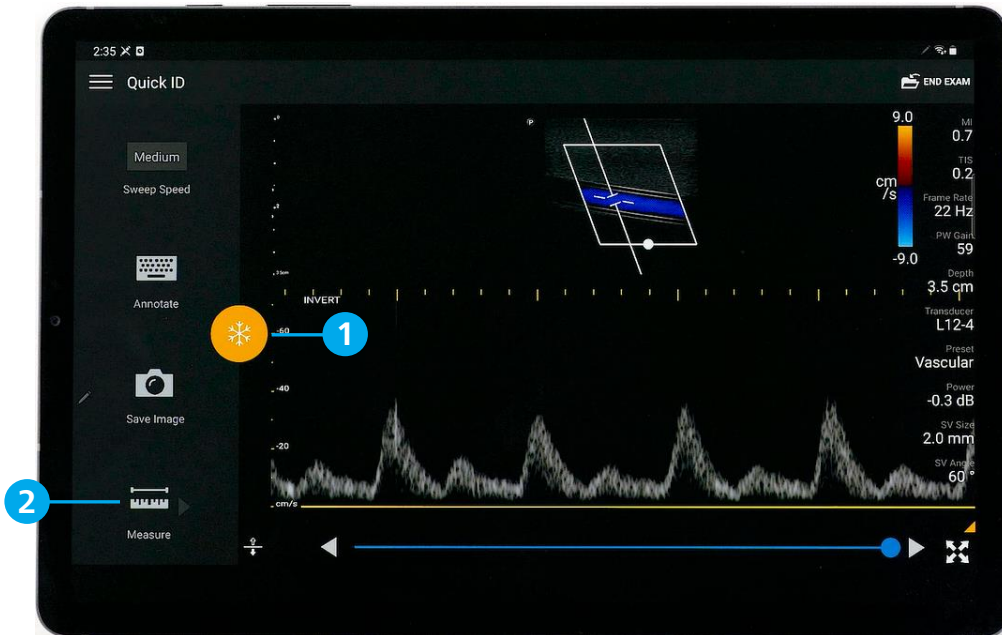 2:35
Quick ID
END EXAM
Medium
Sweep Speed
Annotate
Save Image
Measure
INVERT
-60
-40
-20
cm/s
9.0
cm
/s
-9.0
MI
0.7
TIS
0.2
Frame Rate
22 Hz
PW Gain
59
Depth
3.5 cm
Transducer
L12-4
Preset
Vascular
Power
-0.3 dB
SV Size
2.0 mm
SV Angle
60 °
1
2